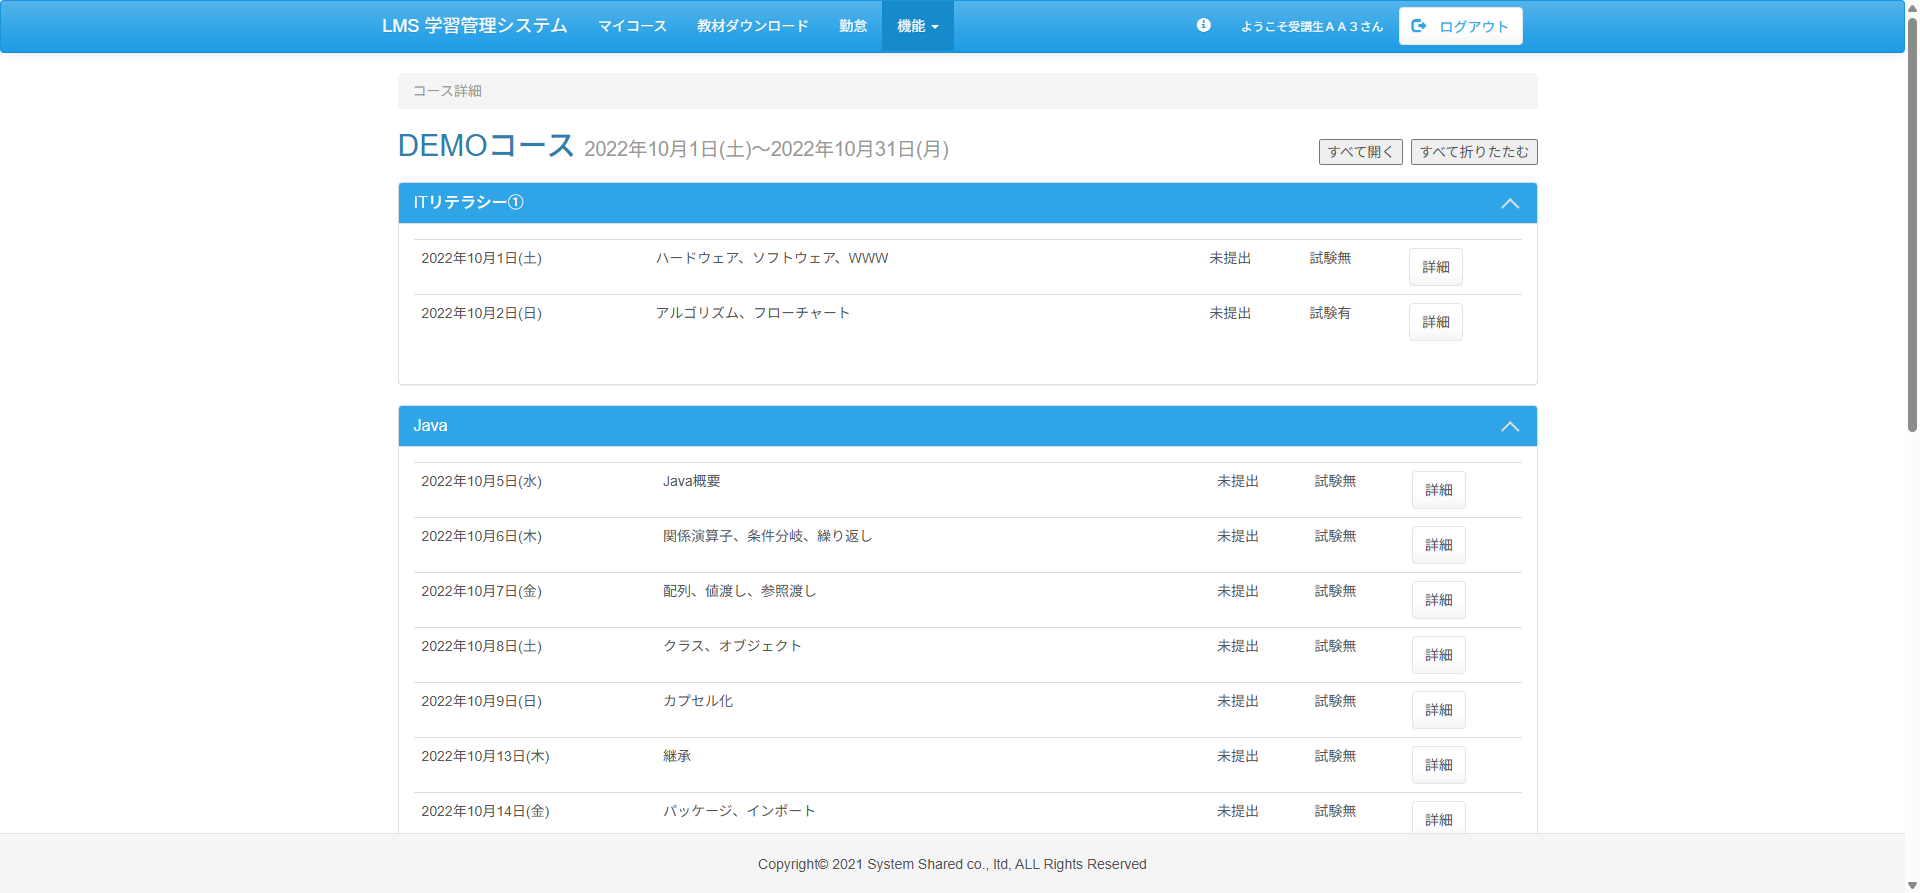 LMS 学習管理システム マイコース 教材ダウンロード 勤怠 機能 ようこそ受講生ＡＡ３さん ログアウト
コース詳細
DEMOコース 2022年10月1日(土)～2022年10月31日(月) すべて開く すべて折りたたむ
ITリテラシー①
2022年10月1日(土) ハードウェア、ソフトウェア、WWW 未提出 試験無 詳細
2022年10月2日(日) アルゴリズム、フローチャート 未提出 試験有 詳細
Java
2022年10月5日(水) Java概要 未提出 試験無 詳細
2022年10月6日(木) 関係演算子、条件分岐、繰り返し 未提出 試験無 詳細
2022年10月7日(金) 配列、値渡し、参照渡し 未提出 試験無 詳細
2022年10月8日(土) クラス、オブジェクト 未提出 試験無 詳細
2022年10月9日(日) カプセル化 未提出 試験無 詳細
2022年10月13日(木) 継承 未提出 試験無 詳細
2022年10月14日(金) パッケージ、インポート 未提出 試験無 詳細
Copyright© 2021 System Shared co., ltd, ALL Rights Reserved